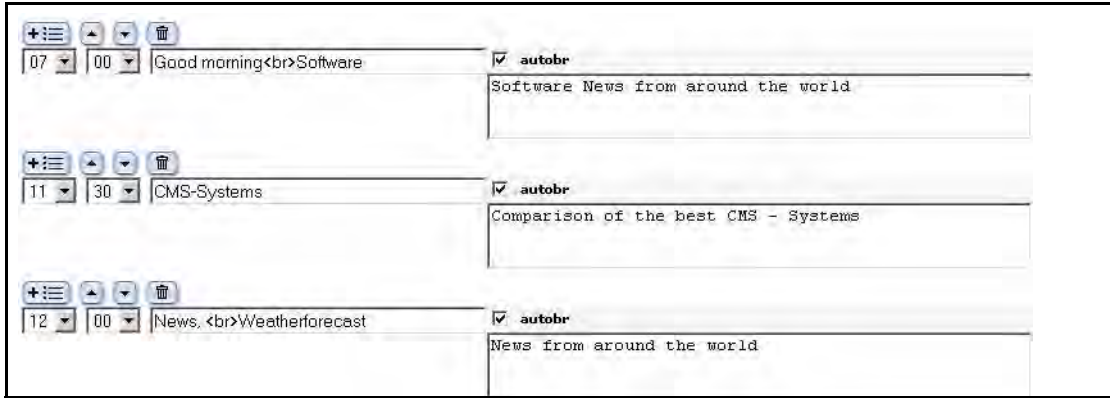 07 00 Good morning<br>Software autobr
Software News from around the world
11 30 CMS-Systems autobr
Comparison of the best CMS - Systems
12 00 News, <br>Weatherforecast autobr
News from around the world